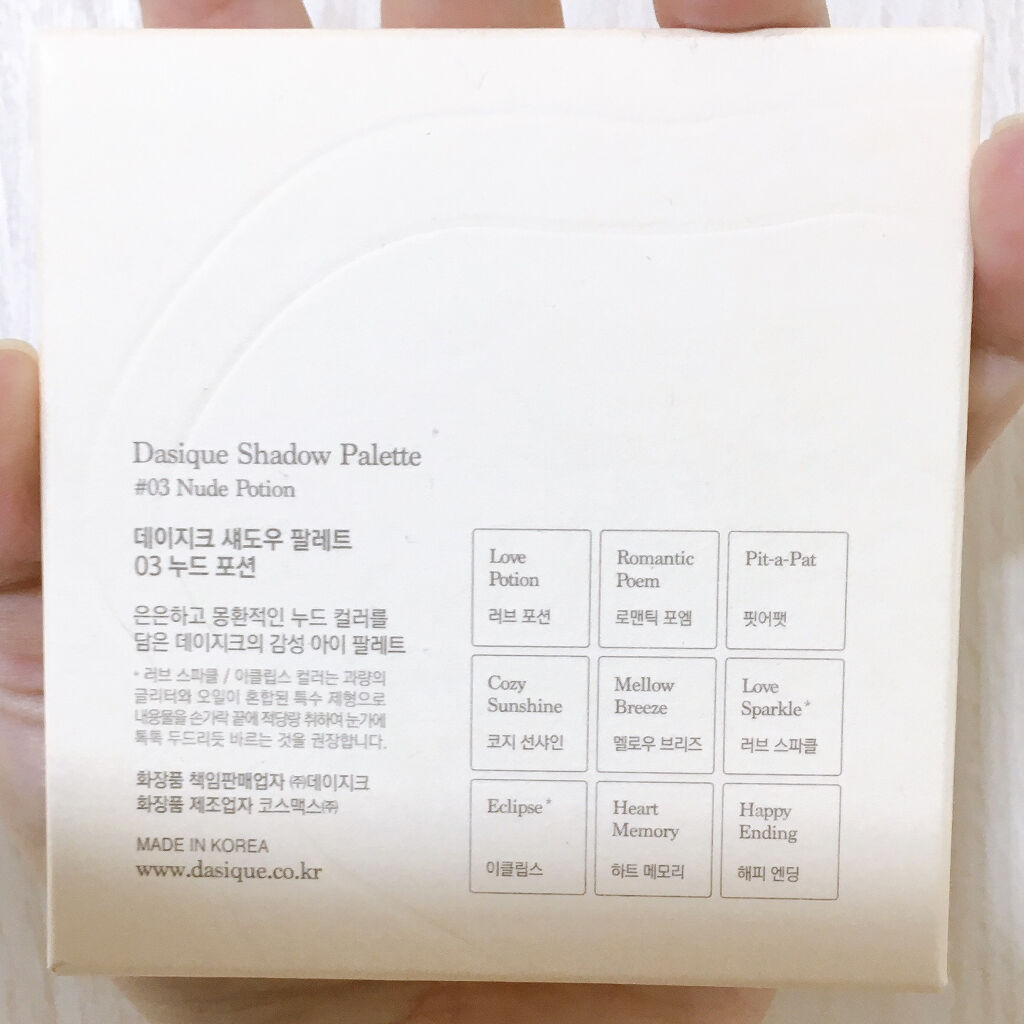 Dasique Shadow Palette
#03 Nude Potion
데이지크 섀도우 팔레트
03 누드 포션
은은하고 몽환적인 누드 컬러를
담은 데이지크의 감성 아이 팔레트
* 러브 스파클 / 이클립스 컬러는 과량의
글리터와 오일이 혼합된 특수 제형으로
내용물을 손가락 끝에 적당량 취하여 눈가에
톡톡 두드리듯 바르는 것을 권장합니다.
화장품 책임판매업자 ㈜데이지크
화장품 제조업자 코스맥스㈜
MADE IN KOREA
www.dasique.co.kr
Love
Potion
러브 포션
Romantic
Poem
로맨틱 포엠
Pit-a-Pat
핏어팻
Cozy
Sunshine
코지 선샤인
Mellow
Breeze
멜로우 브리즈
Love
Sparkle*
러브 스파클
Eclipse*
이클립스
Heart
Memory
하트 메모리
Happy
Ending
해피 엔딩